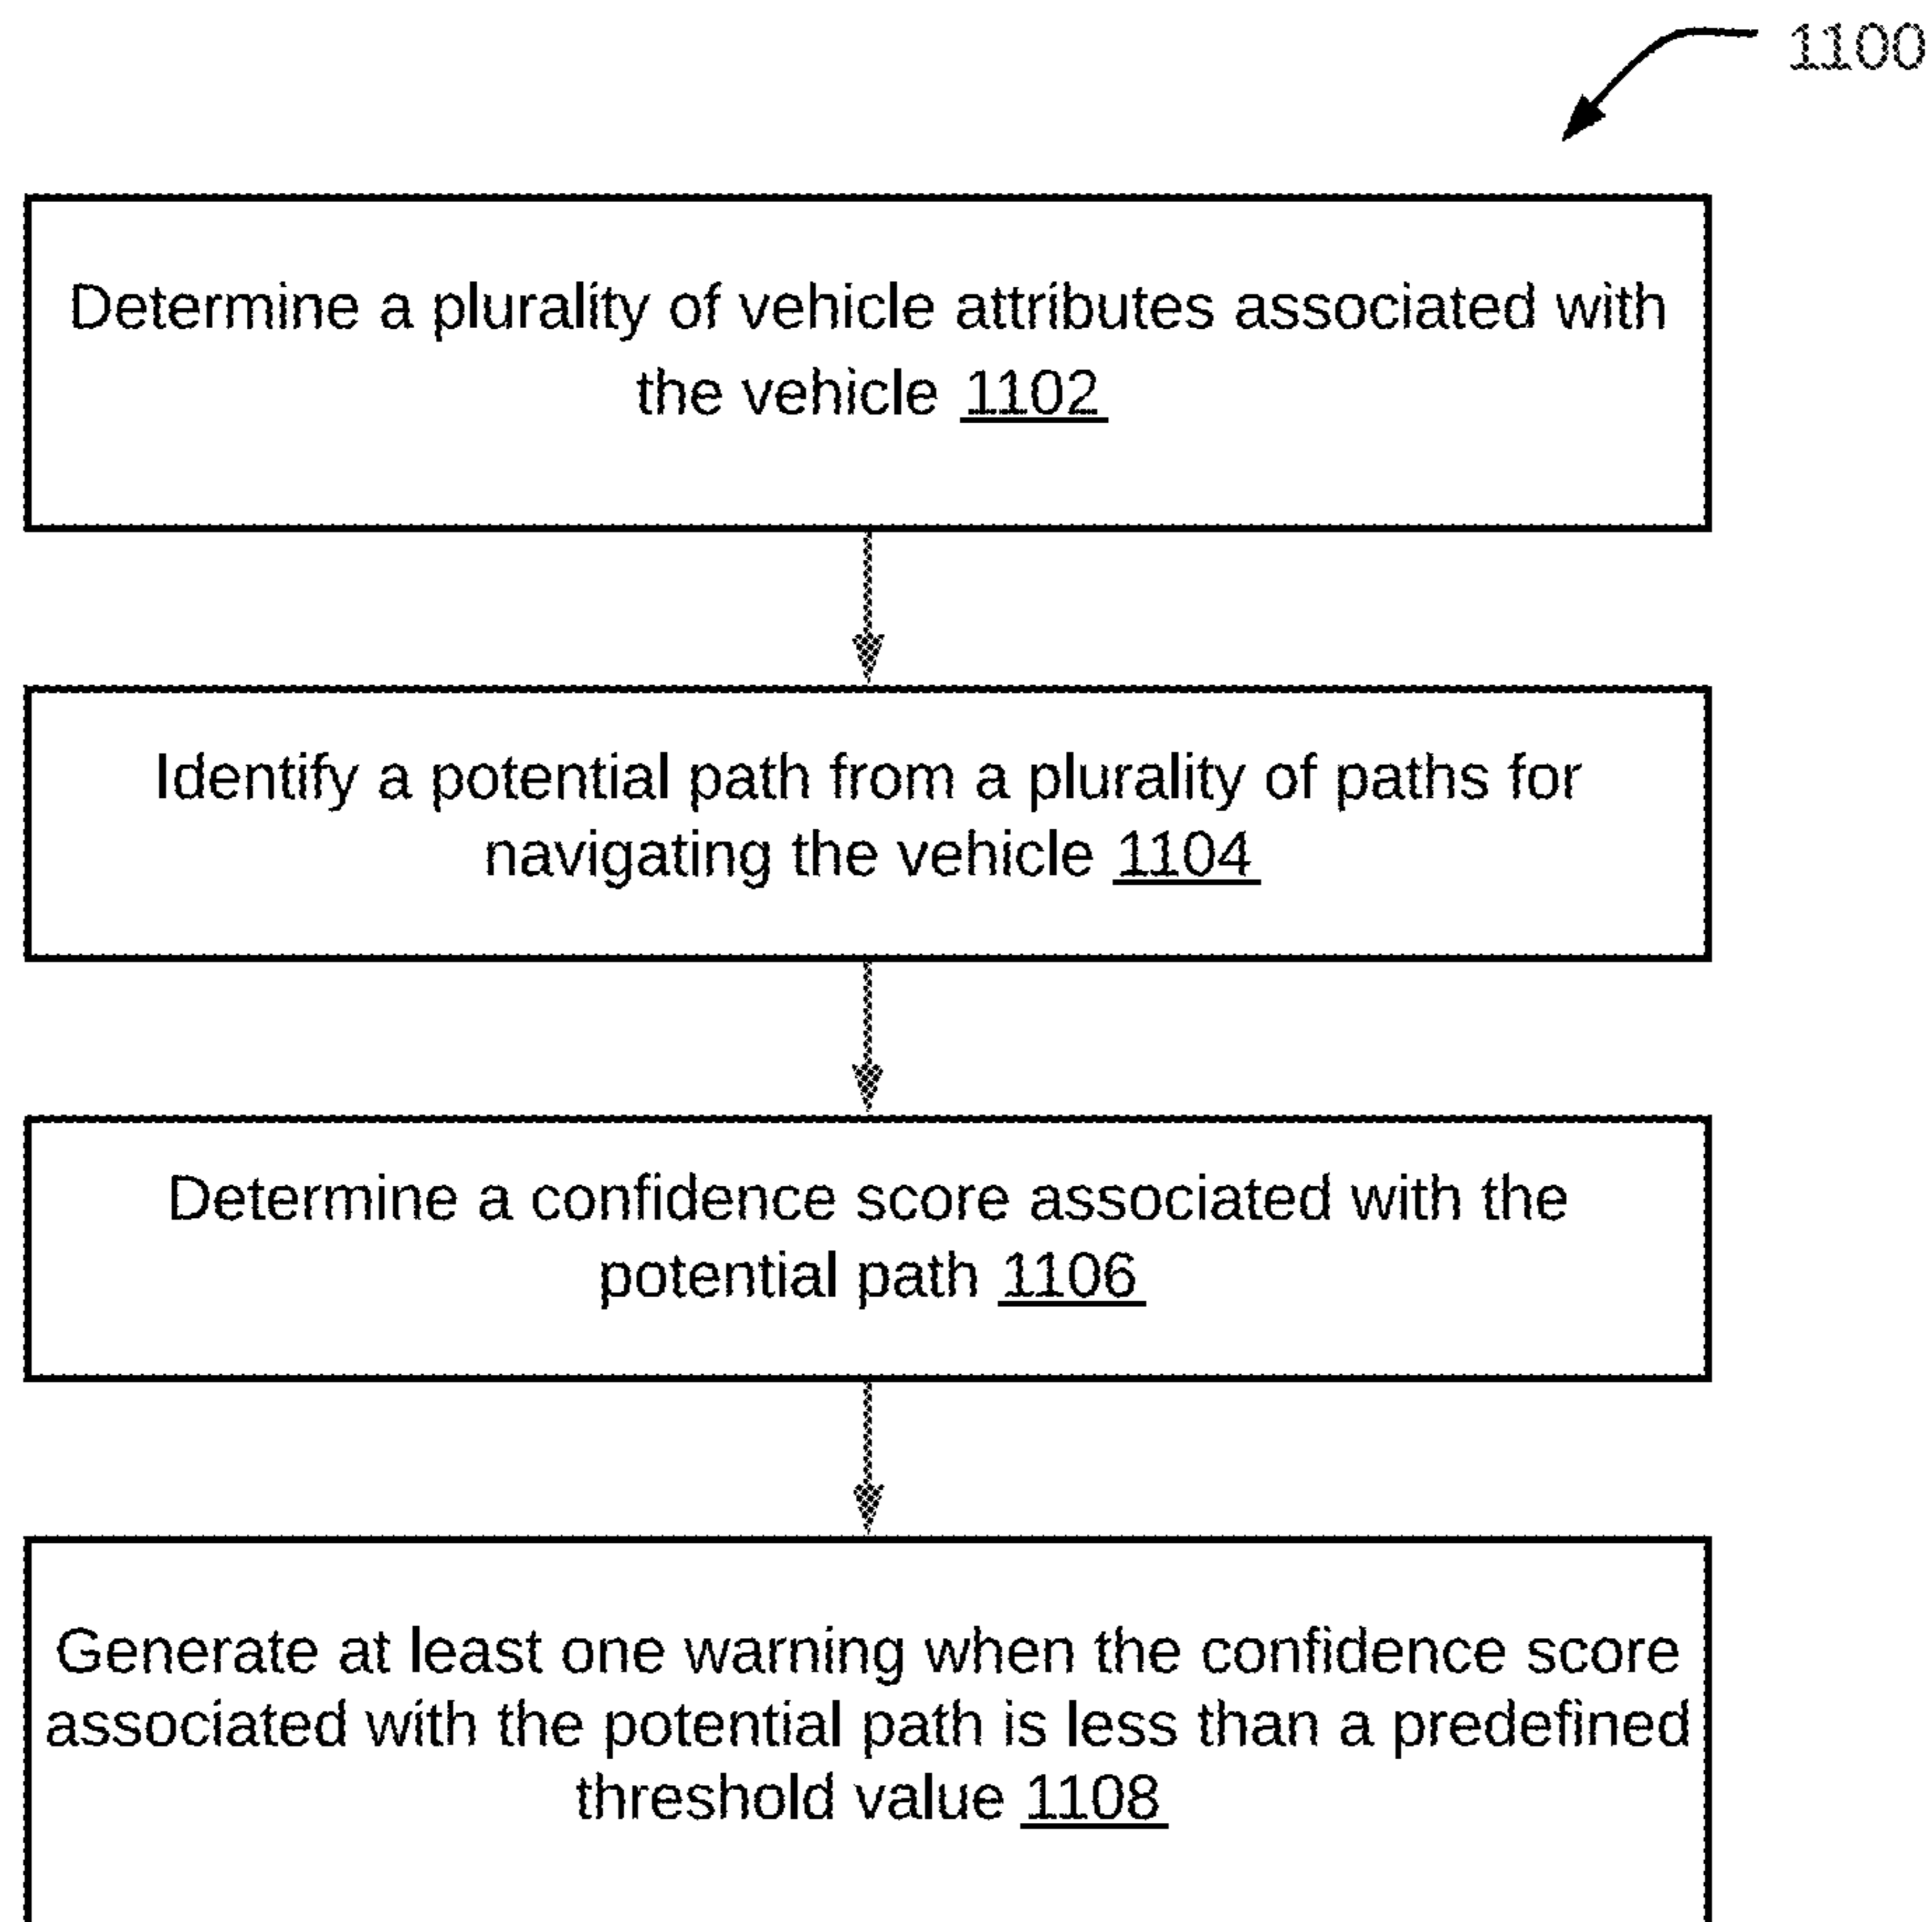 1100
Determine a plurality of vehicle attributes associated with
the vehicle 1102
Identify a potential path from a plurality of paths for
navigating the vehicle 1104
Determine a confidence score associated with the
potential path 1106
Generate at least one warning when the confidence score
associated with the potential path is less than a predefined
threshold value 1108